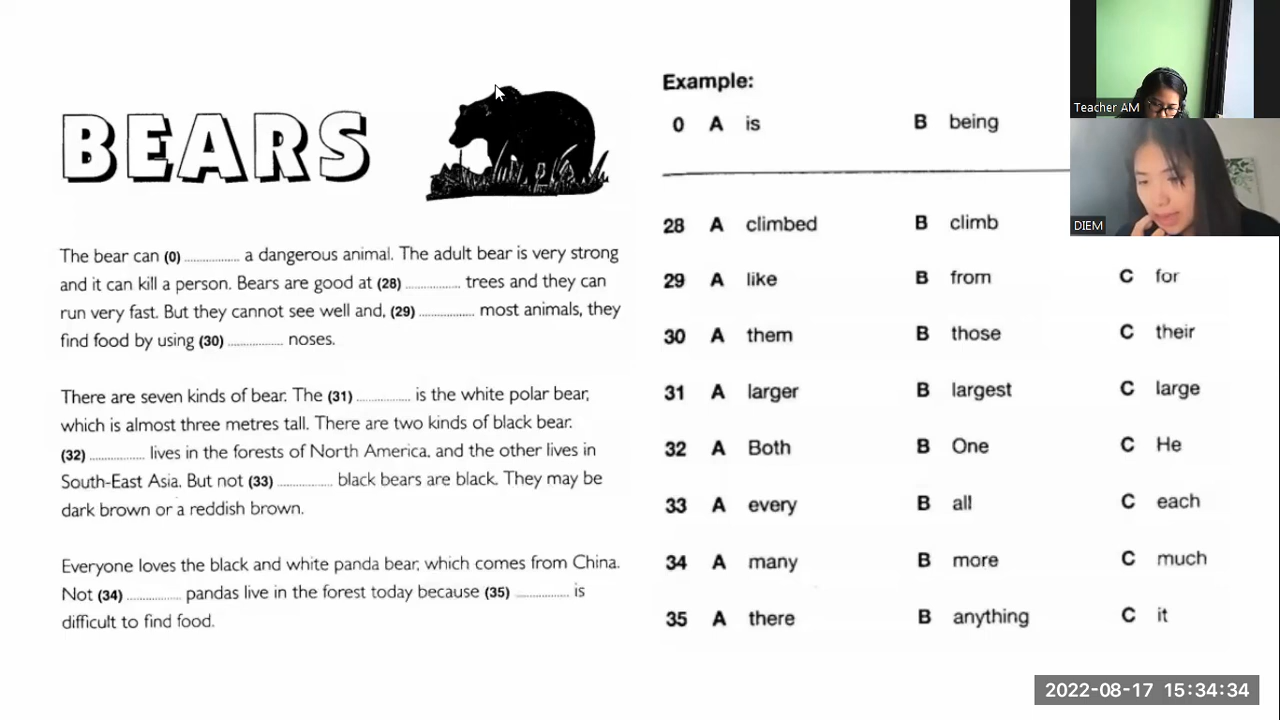 BEARS
The bear can (0) .............. a dangerous animal. The adult bear is very strong
and it can kill a person. Bears are good at (28) .............. trees and they can
run very fast. But they cannot see well and, (29) .............. most animals, they
find food by using (30) .............. noses.
There are seven kinds of bear. The (31) .............. is the white polar bear,
which is almost three metres tall. There are two kinds of black bear.
(32) .............. lives in the forests of North America. and the other lives in
South-East Asia. But not (33) .............. black bears are black. They may be
dark brown or a reddish brown.
Everyone loves the black and white panda bear, which comes from China.
Not (34) .............. pandas live in the forest today because (35) .............. is
difficult to find food.
Example:
0 A is B being
28 A climbed B climb
29 A like B from C for
30 A them B those C their
31 A larger B largest C large
32 A Both B One C He
33 A every B all C each
34 A many B more C much
35 A there B anything C it
Teacher AM
DIEM
2022-08-17 15:34:34